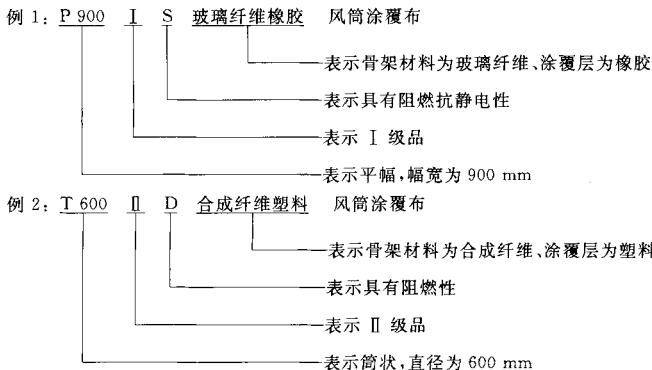 例 1: P 900 Ⅰ S 玻璃纤维橡胶 风筒涂覆布
表示骨架材料为玻璃纤维、涂覆层为橡胶
表示具有阻燃抗静电性
表示 Ⅰ 级品
表示平幅,幅宽为 900 mm
例 2: T 600 Ⅱ D 合成纤维塑料 风筒涂覆布
表示骨架材料为合成纤维、涂覆层为塑料
表示具有阻燃性
表示 Ⅱ 级品
表示筒状,直径为 600 mm